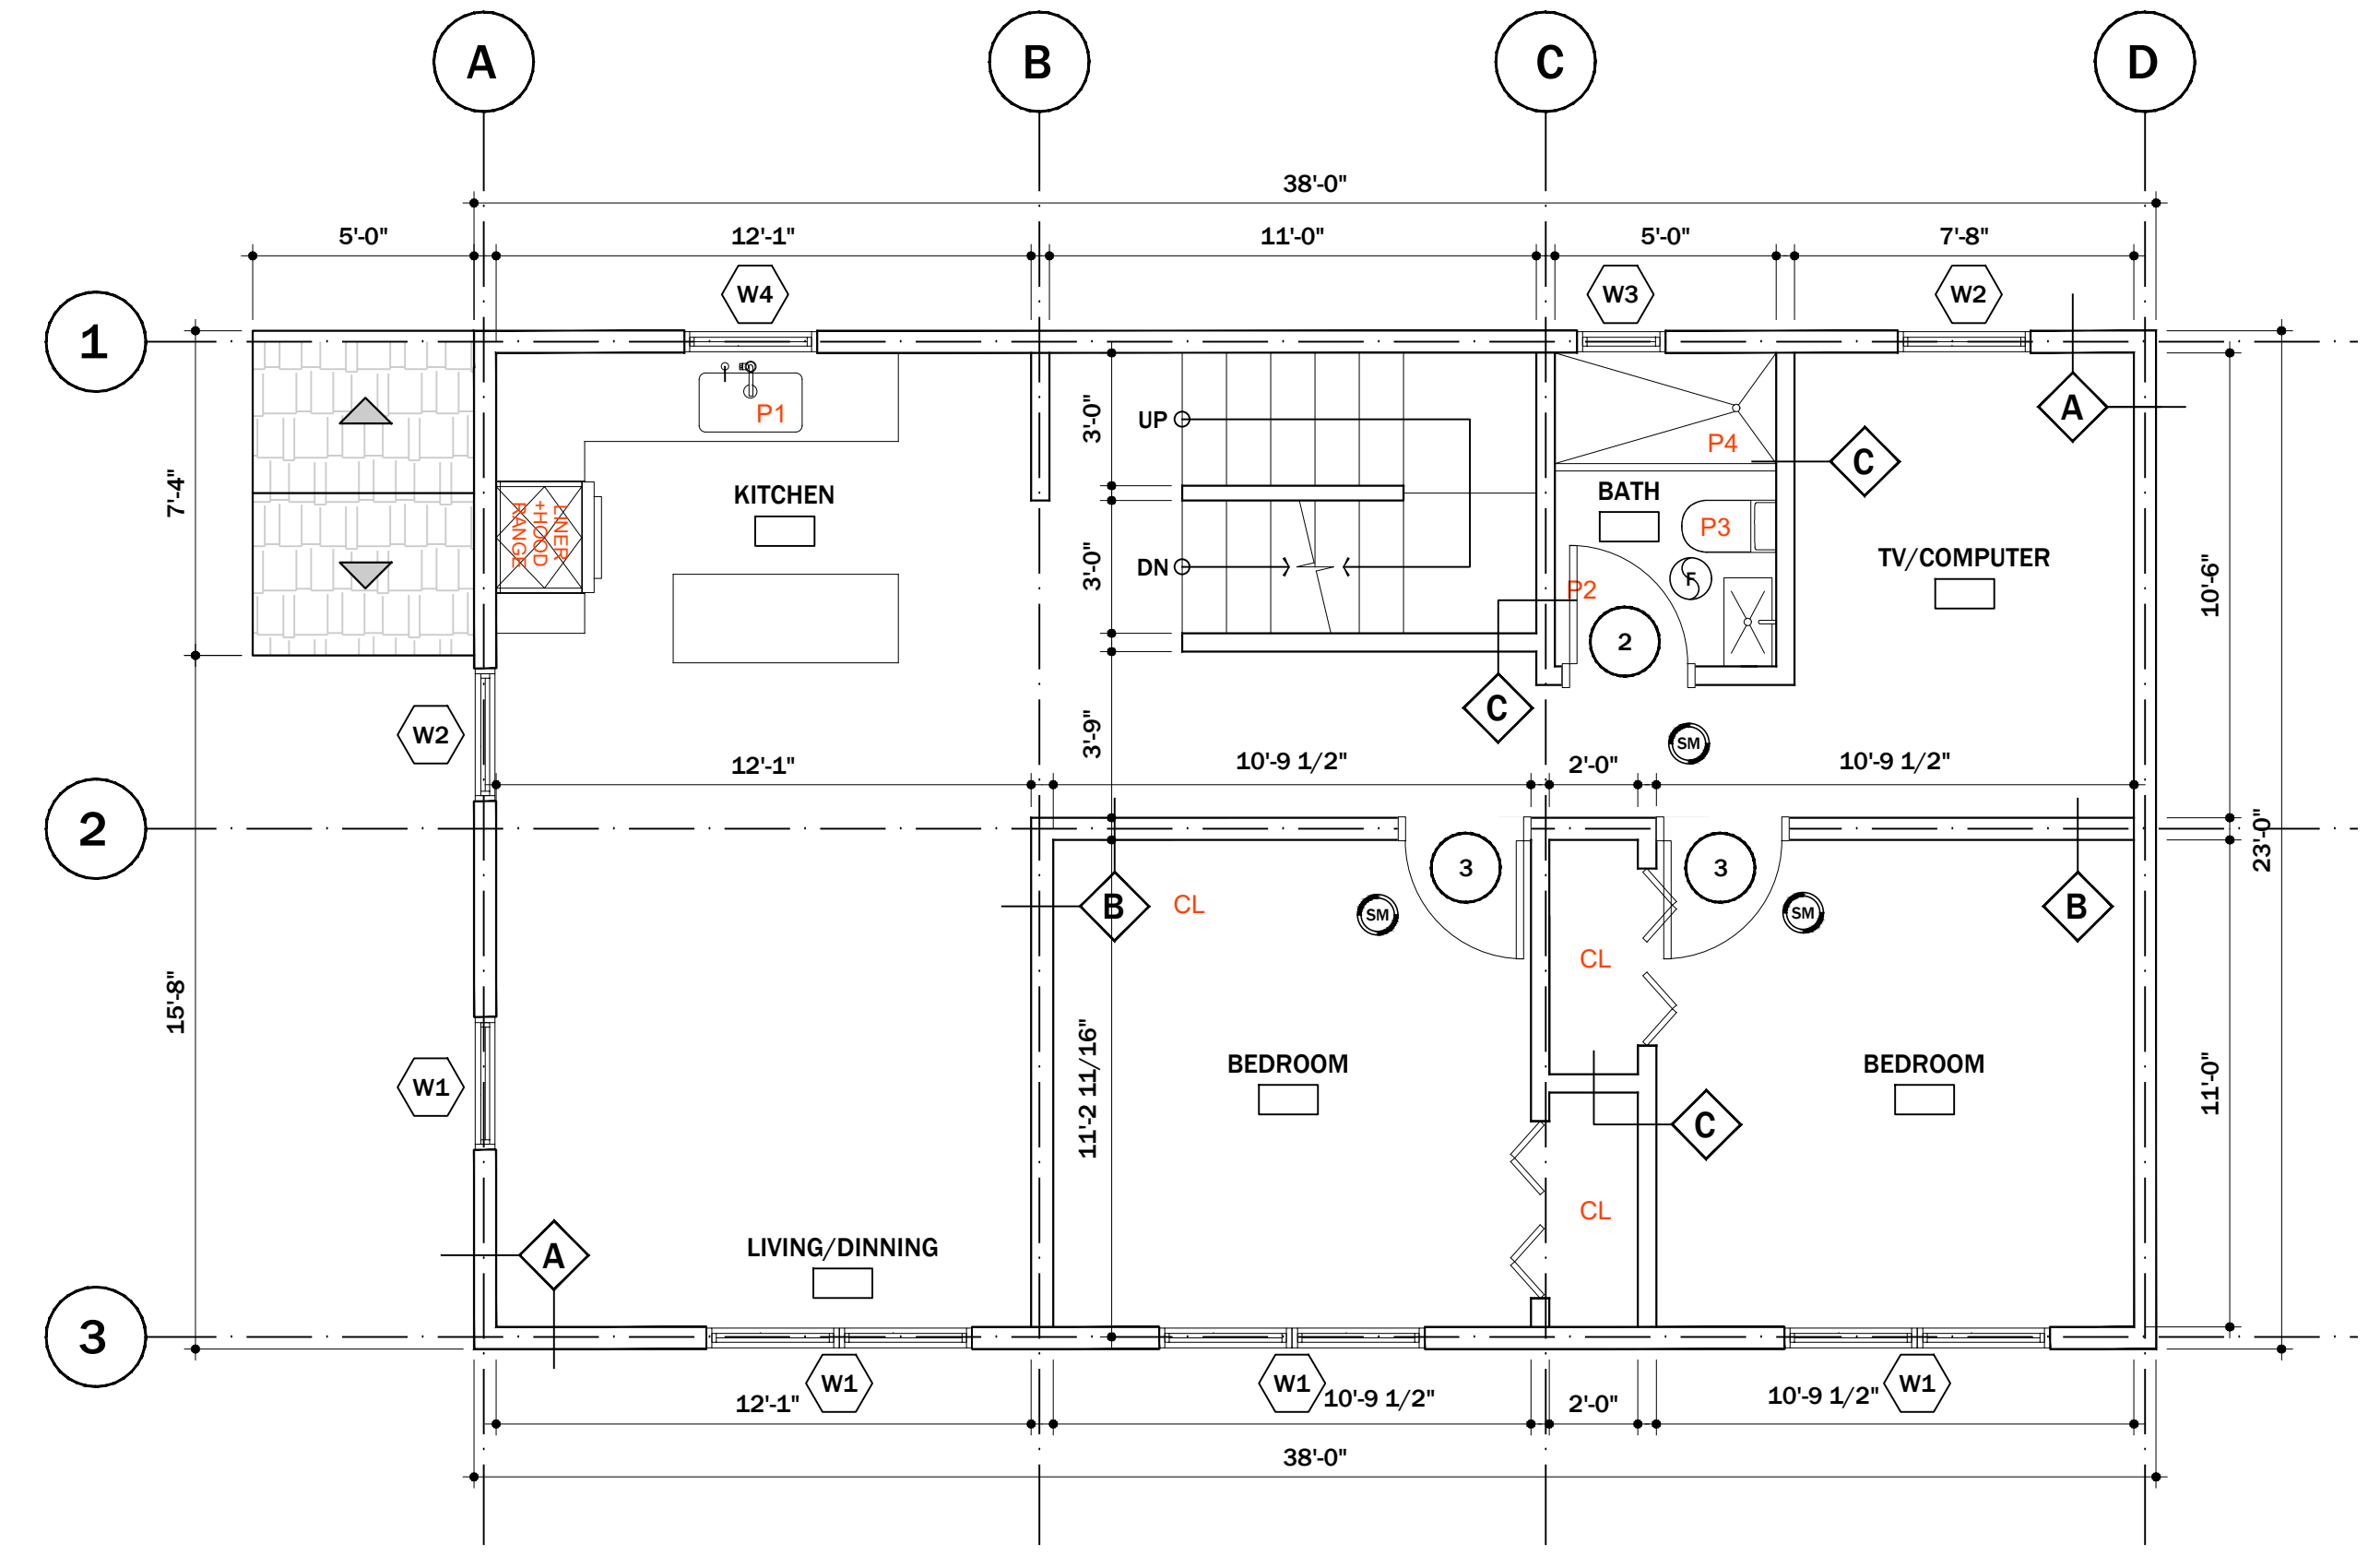 A B C D
38'-0"
5'-0" 12'-1" 11'-0" 5'-0" 7'-8"
W4 W3 W2
1
A
P1
3'-0"
UP
P4
C
7'-4"
KITCHEN
BATH
RANGE
+HOOD
LINER
P3
TV/COMPUTER
3'-0"
DN
F
P2
10'-6"
2
C
W2
3'-9"
SM
12'-1" 10'-9 1/2" 2'-0" 10'-9 1/2"
2
23'-0"
3 3
B
CL
SM
SM
B
CL
15'-8"
W1
11'-2 11/16"
BEDROOM
BEDROOM
11'-0"
C
CL
LIVING/DINNING
A
3
W1 W1 W1
12'-1" 10'-9 1/2" 2'-0" 10'-9 1/2"
38'-0"